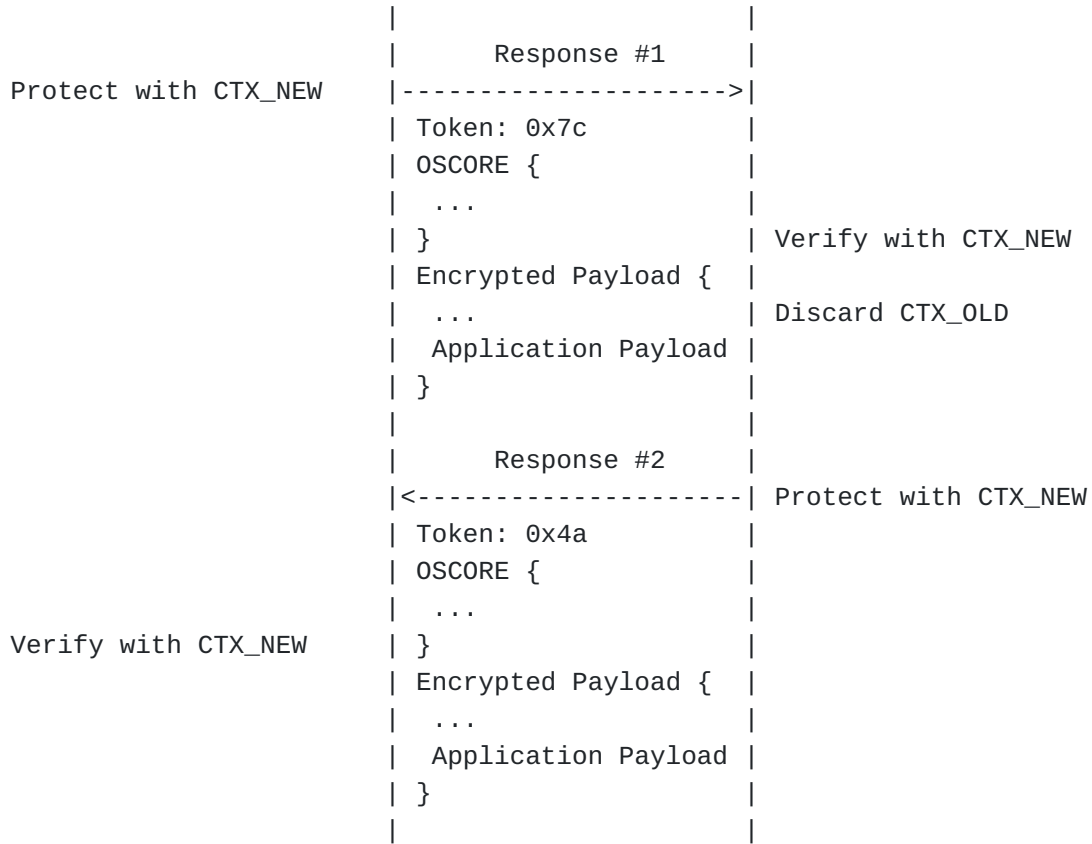 |                       |
                         |      Response #1      |
Protect with CTX_NEW     |---------------------->|
                         | Token: 0x7c           |
                         | OSCORE {              |
                         |  ...                  |
                         | }                     | Verify with CTX_NEW
                         | Encrypted Payload {   |
                         |  ...                  | Discard CTX_OLD
                         |  Application Payload  |
                         | }                     |
                         |                       |
                         |      Response #2      |
                         |<----------------------| Protect with CTX_NEW
                         | Token: 0x4a           |
                         | OSCORE {              |
                         |  ...                  |
Verify with CTX_NEW      | }                     |
                         | Encrypted Payload {   |
                         |  ...                  |
                         |  Application Payload  |
                         | }                     |
                         |                       |